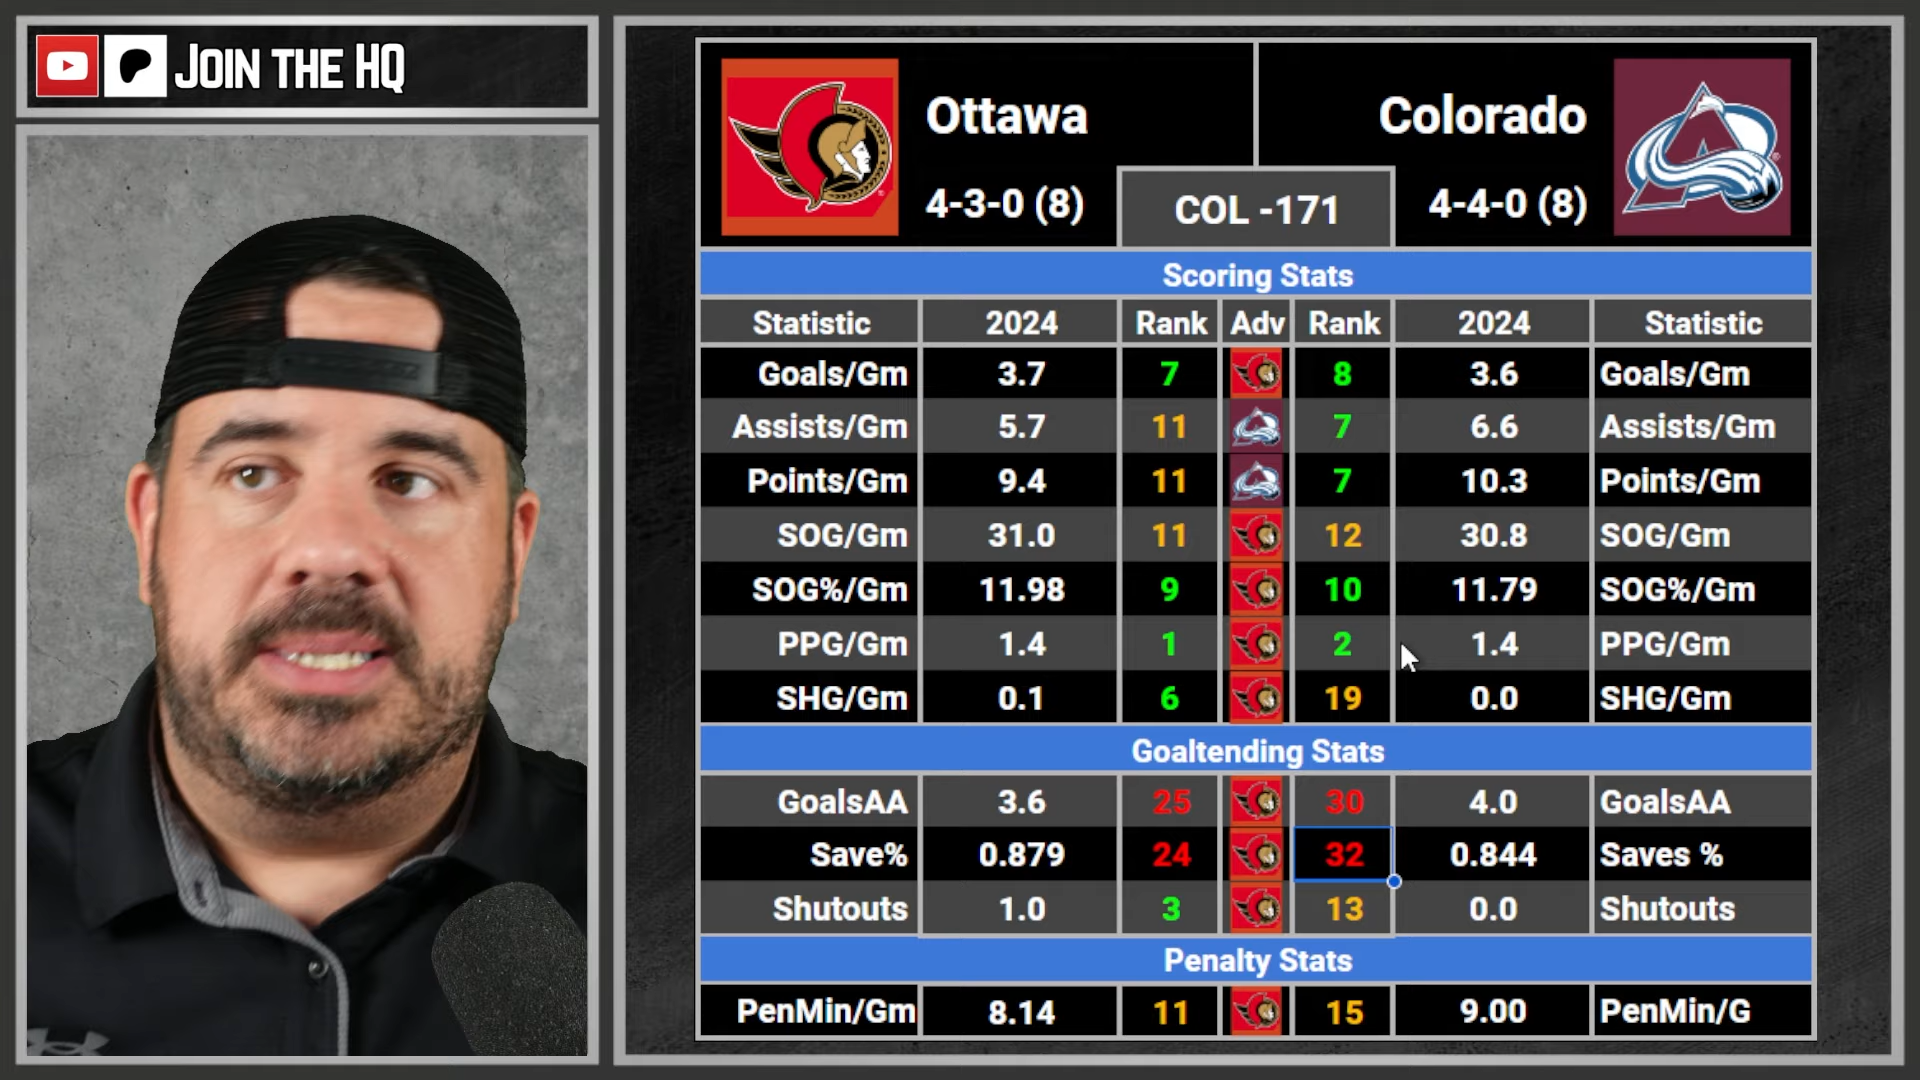 JOIN THE HQ
Ottawa
Colorado
4-3-0 (8)
COL -171
4-4-0 (8)
Scoring Stats
Statistic 2024 Rank Adv Rank 2024 Statistic
Goals/Gm 3.7 7 8 3.6 Goals/Gm
Assists/Gm 5.7 11 7 6.6 Assists/Gm
Points/Gm 9.4 11 7 10.3 Points/Gm
SOG/Gm 31.0 11 12 30.8 SOG/Gm
SOG%/Gm 11.98 9 10 11.79 SOG%/Gm
PPG/Gm 1.4 1 2 1.4 PPG/Gm
SHG/Gm 0.1 6 19 0.0 SHG/Gm
Goaltending Stats
GoalsAA 3.6 25 30 4.0 GoalsAA
Save% 0.879 24 32 0.844 Saves %
Shutouts 1.0 3 13 0.0 Shutouts
Penalty Stats
PenMin/Gm 8.14 11 15 9.00 PenMin/G